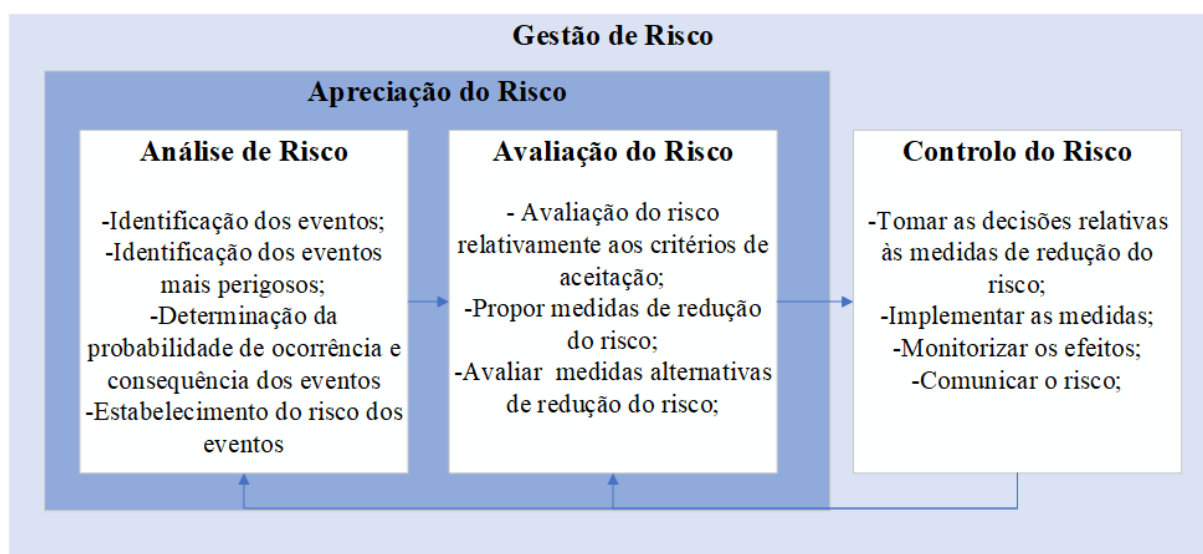 Gestão de Risco
Apreciação do Risco
Análise de Risco
-Identificação dos eventos;
-Identificação dos eventos
mais perigosos;
-Determinação da
probabilidade de ocorrência e
consequência dos eventos
-Estabelecimento do risco dos
eventos
Avaliação do Risco
- Avaliação do risco
relativamente aos critérios de
aceitação;
-Propor medidas de redução
do risco;
-Avaliar medidas alternativas
de redução do risco;
Controlo do Risco
-Tomar as decisões relativas
às medidas de redução do
risco;
-Implementar as medidas;
-Monitorizar os efeitos;
-Comunicar o risco;